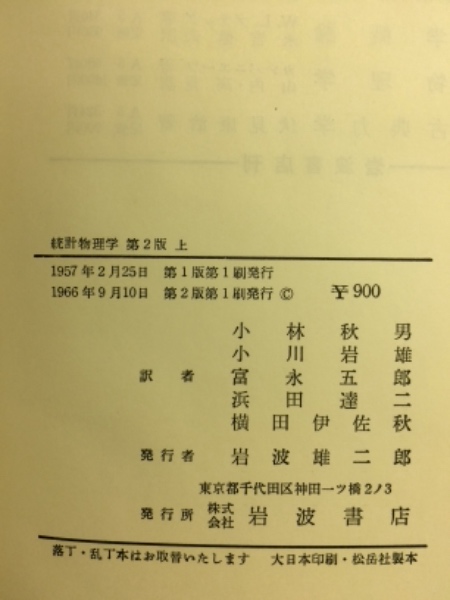 統計物理学 第2版 上
1957年2月25日 第1版第1刷発行
1966年9月10日 第2版第1刷発行 © ¥900
小林秋男
小川岩雄
訳者 富永五郎
浜田達二
横田伊佐秋
発行者 岩波雄二郎
東京都千代田区神田一ツ橋2ノ3
発行所 株式会社 岩波書店
落丁・乱丁本はお取替いたします 大日本印刷・松岳社製本